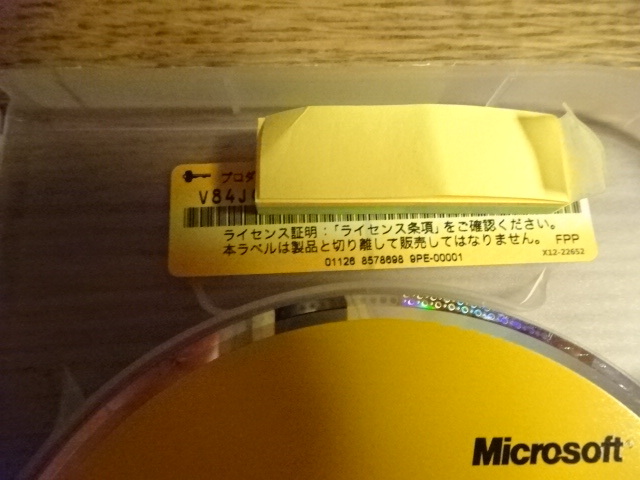 プロダ
V84J
ライセンス証明：「ライセンス条項」をご確認ください。
本ラベルは製品と切り離して販売してはなりません。 FPP
01126 8578698 9PE-00001
X12-22652
Microsoft